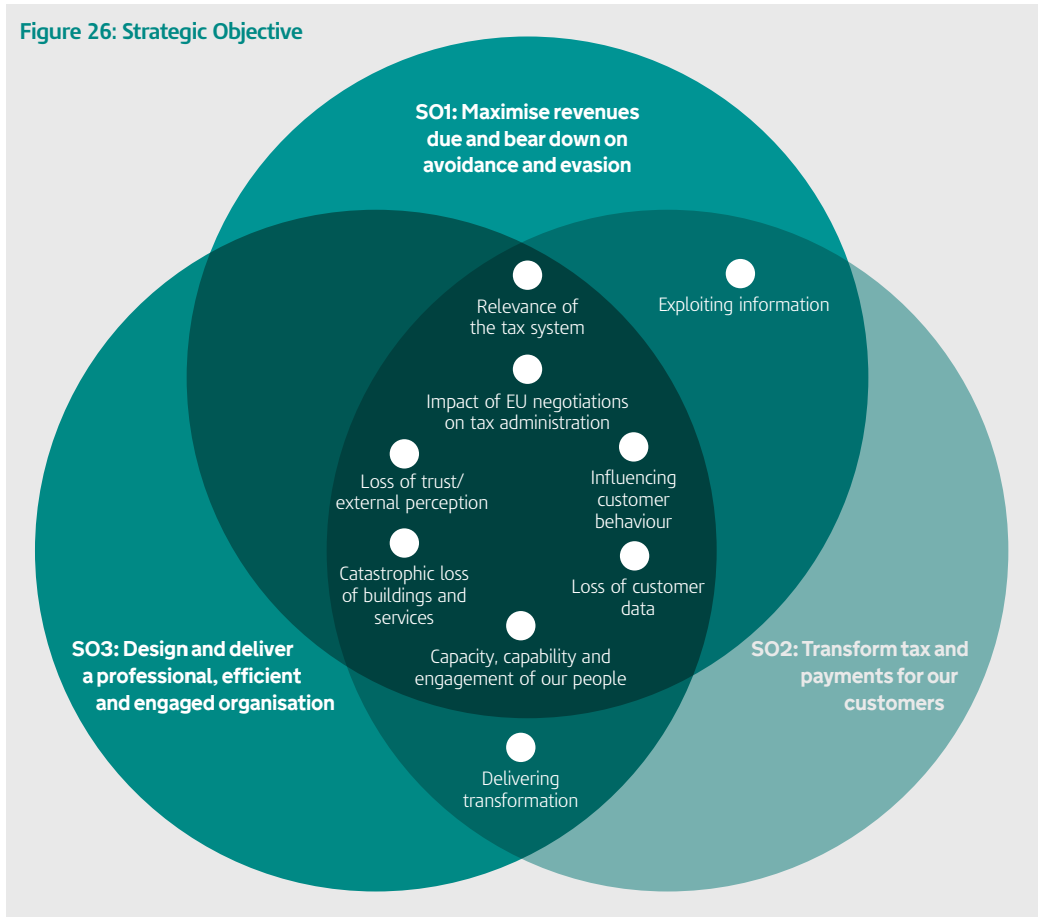 Figure 26: Strategic Objective
SO1: Maximise revenues
due and bear down on
avoidance and evasion
Relevance of
the tax system
Exploiting information
Impact of EU negotiations
on tax administration
Loss of trust/
external perception
Influencing
customer
behaviour
Catastrophic loss
of buildings and
services
Loss of customer
data
SO3: Design and deliver
a professional, efficient
and engaged organisation
Capacity, capability and
engagement of our people
SO2: Transform tax and
payments for our
customers
Delivering
transformation